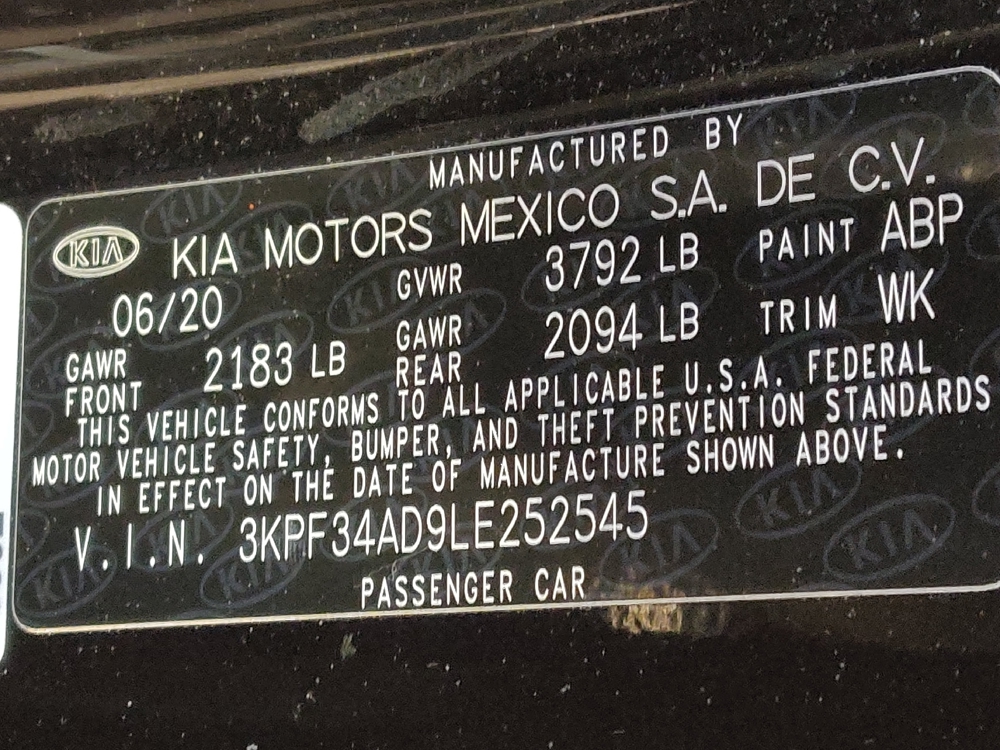 MANUFACTURED BY
KIA KIA MOTORS MEXICO S.A. DE C.V.
06/20 GVWR 3792 LB PAINT ABP
GAWR FRONT 2183 LB GAWR REAR 2094 LB TRIM WK
THIS VEHICLE CONFORMS TO ALL APPLICABLE U.S.A. FEDERAL
MOTOR VEHICLE SAFETY, BUMPER, AND THEFT PREVENTION STANDARDS
IN EFFECT ON THE DATE OF MANUFACTURE SHOWN ABOVE.
V.I.N. 3KPF34AD9LE252545
PASSENGER CAR